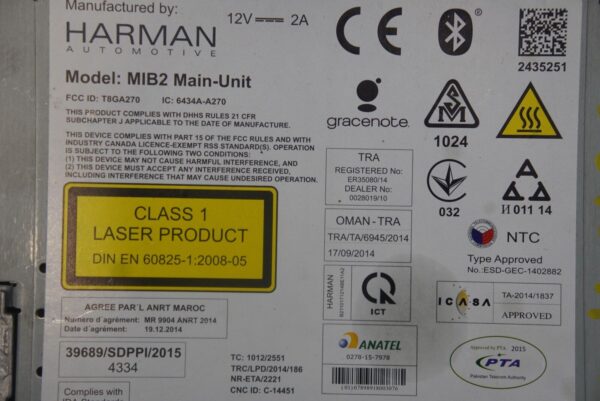 Manufactured by:
HARMAN
AUTOMOTIVE
12V 2A
Model: MIB2 Main-Unit
FCC ID: T8GA270 IC: 6434A-A270
THIS PRODUCT COMPLIES WITH DHHS RULES 21 CFR
SUBCHAPTER J APPLICABLE TO THE DATE OF MANUFACTURE.
THIS DEVICE COMPLIES WITH PART 15 OF THE FCC RULES AND WITH
INDUSTRY CANADA LICENCE-EXEMPT RSS STANDARD(S). OPERATION
IS SUBJECT TO THE FOLLOWING TWO CONDITIONS:
(1) THIS DEVICE MAY NOT CAUSE HARMFUL INTERFERENCE, AND
(2) THIS DEVICE MUST ACCEPT ANY INTERFERENCE RECEIVED,
INCLUDING INTERFERENCE THAT MAY CAUSE UNDESIRED OPERATION.
CLASS 1
LASER PRODUCT
DIN EN 60825-1:2008-05
AGREE PAR´L ANRT MAROC
Numéro d´agrément: MR 9904 ANRT 2014
Date d´agrément: 19.12.2014
39689/SDPPI/2015
4334
TC: 1012/2551
TRC/LPD/2014/186
NR-ETA/2221
CNC ID: C-14451
Complies with
CE
2435251
gracenote.
1024
TRA
REGISTERED No:
ER35080/14
DEALER No:
0028019/10
032
И 011 14
OMAN-TRA
TRA/TA/6945/2014
17/09/2014
NTC
Type Approved
No.:ESD-GEC-1402882
HARMAN
ICT
ICASA
TA-2014/1837
APPROVED
ANATEL
0278-15-7978
Approved by PTA 2015
PTA
Pakistan Telecom Authority